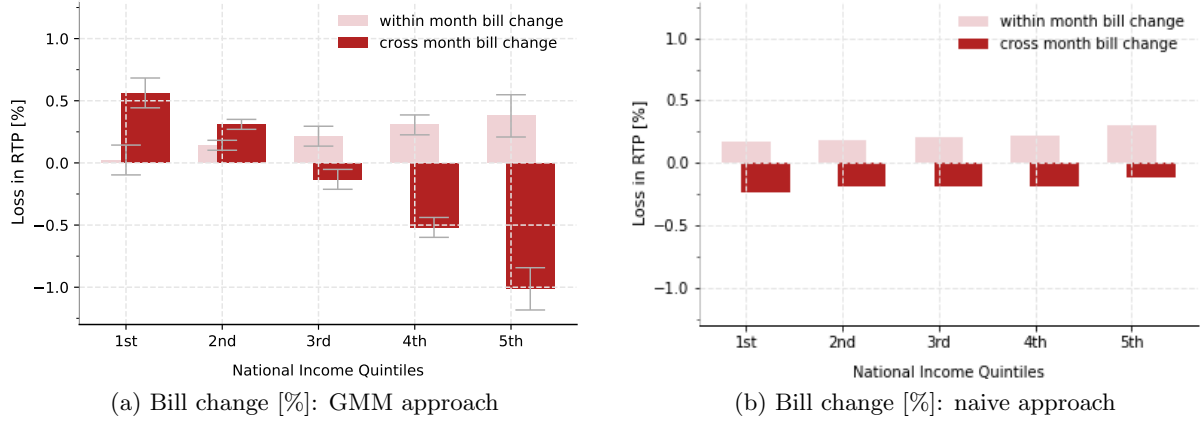 within month bill change
cross month bill change
1.0
0.5
0.0
−0.5
−1.0
Loss in RTP [%]
1st 2nd 3rd 4th 5th
National Income Quintiles
(a) Bill change [%]: GMM approach
within month bill change
cross month bill change
1.0
0.5
0.0
−0.5
−1.0
Loss in RTP [%]
1st 2nd 3rd 4th 5th
National Income Quintiles
(b) Bill change [%]: naive approach